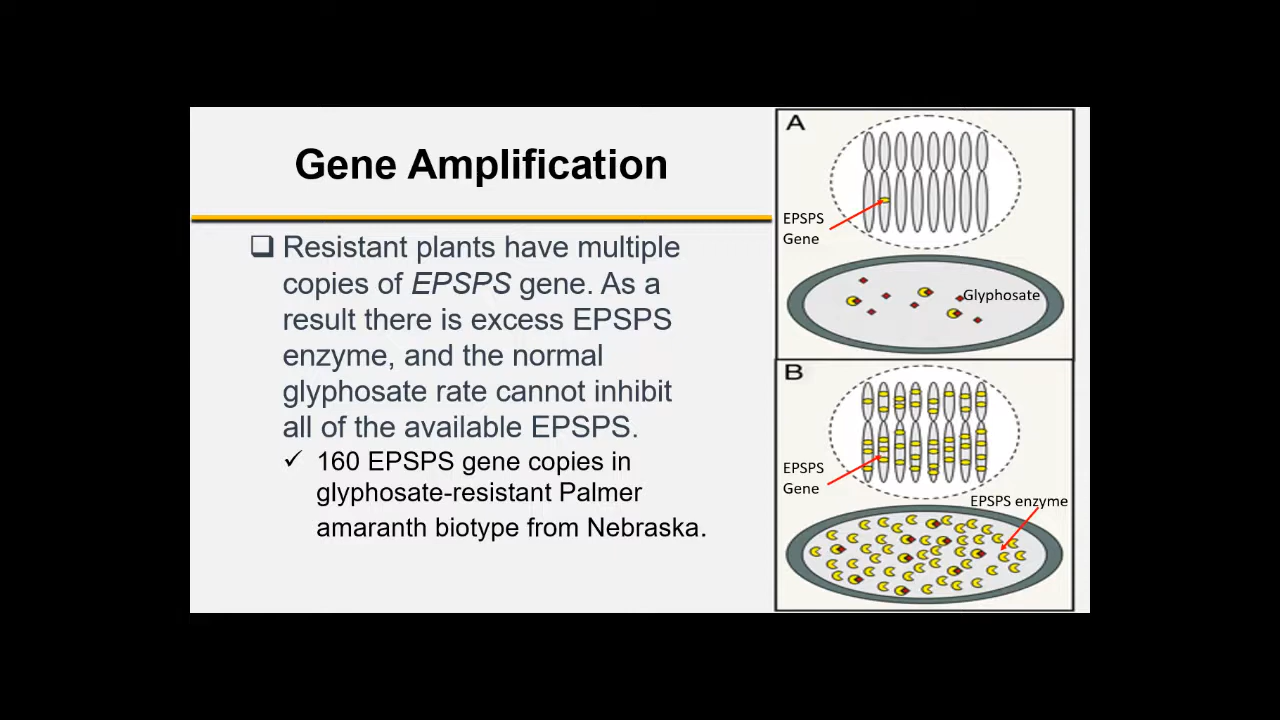 Gene Amplification
❑ Resistant plants have multiple
copies of EPSPS gene. As a
result there is excess EPSPS
enzyme, and the normal
glyphosate rate cannot inhibit
all of the available EPSPS.
✓ 160 EPSPS gene copies in
glyphosate-resistant Palmer
amaranth biotype from Nebraska.
A
EPSPS
Gene
Glyphosate
B
EPSPS
Gene
EPSPS enzyme